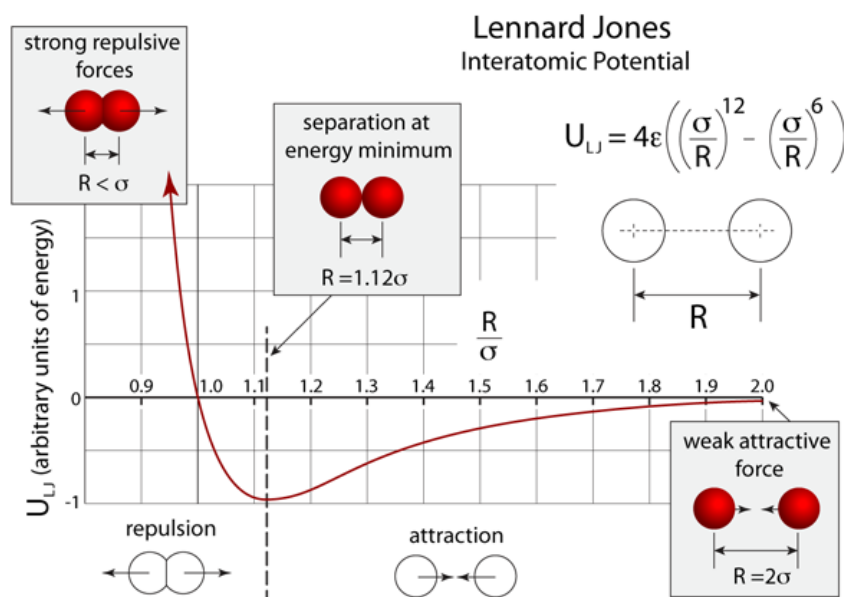 Lennard Jones
Interatomic Potential
strong repulsive
forces
R < σ
separation at
energy minimum
R =1.12σ
U_LJ = 4ε((σ/R)^12 − (σ/R)^6)
R
U_LJ (arbitrary units of energy)
1
0
-1
R/σ
0.9 1.0 1.1 1.2 1.3 1.4 1.5 1.6 1.7 1.8 1.9 2.0
weak attractive
force
R =2σ
repulsion
attraction